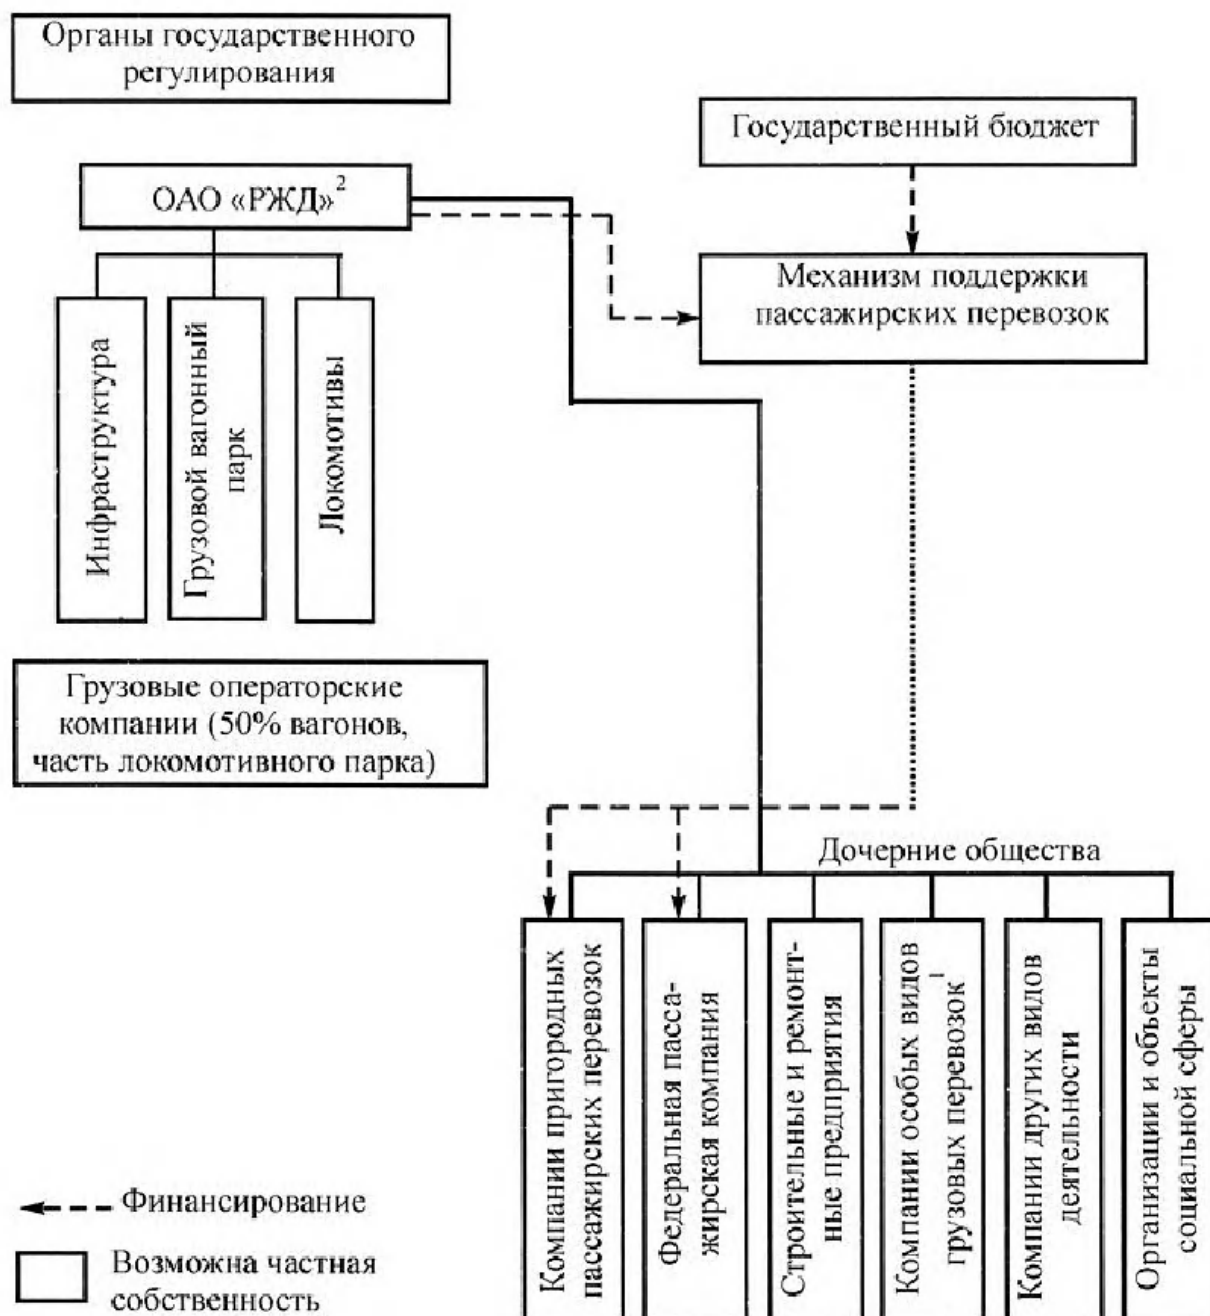 Органы государственного
регулирования
Государственный бюджет
ОАО «РЖД»2
Механизм поддержки
пассажирских перевозок
Инфраструктура
Грузовой вагонный
парк
Локомотивы
Грузовые операторские
компании (50% вагонов,
часть локомотивного парка)
Дочерние общества
Компании пригородных
пассажирских перевозок
Федеральная пасса-
жирская компания
Строительные и ремонт-
ные предприятия
Компании особых видов
грузовых перевозок1
Компании других видов
деятельности
Организации и объекты
социальной сферы
Финансирование
Возможна частная
собственность